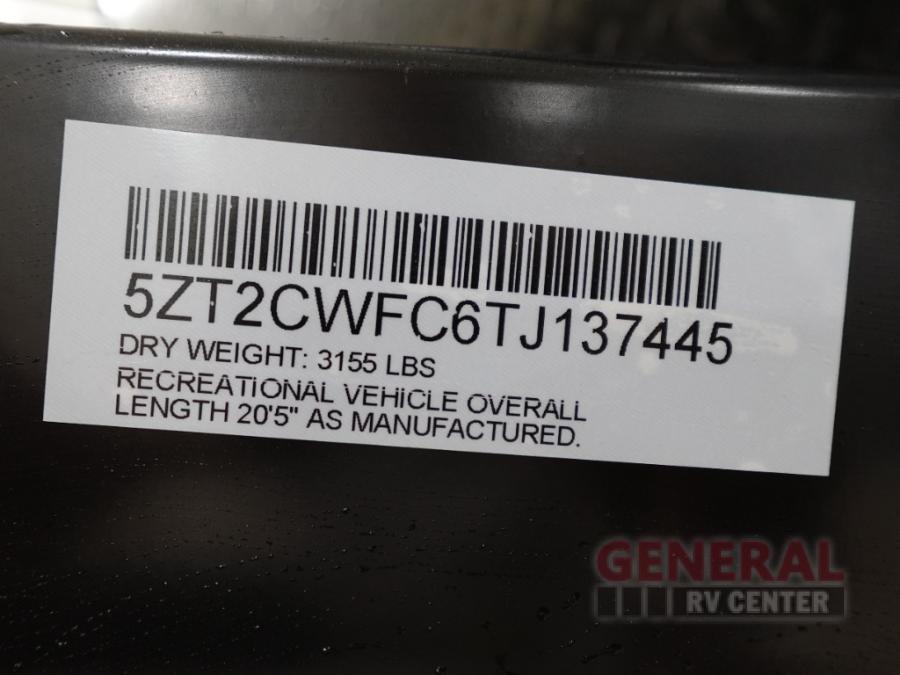 5ZT2CWFC6TJ137445
DRY WEIGHT: 3155 LBS
RECREATIONAL VEHICLE OVERALL
LENGTH 20'5" AS MANUFACTURED.
GENERAL
RV CENTER